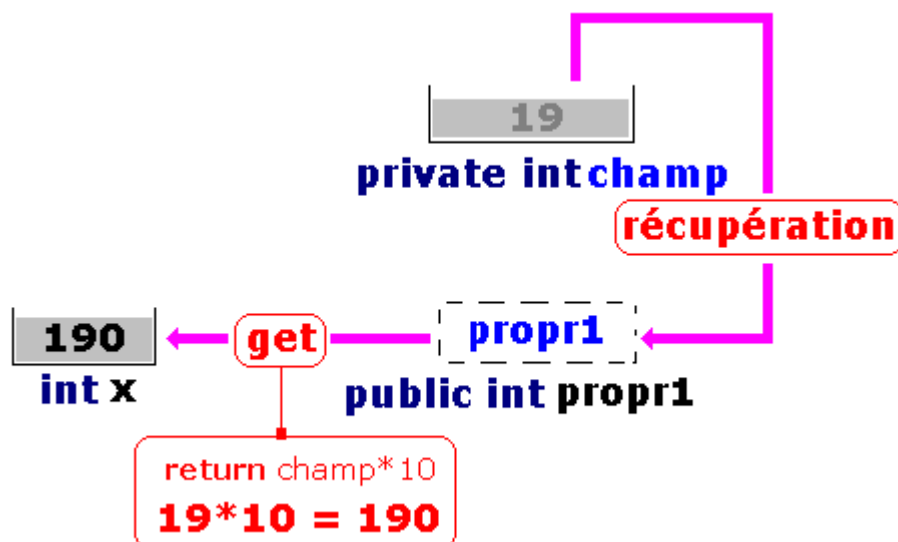 19
private int champ
récupération
190
get
propr1
int x
public int propr1
return champ*10
19*10 = 190